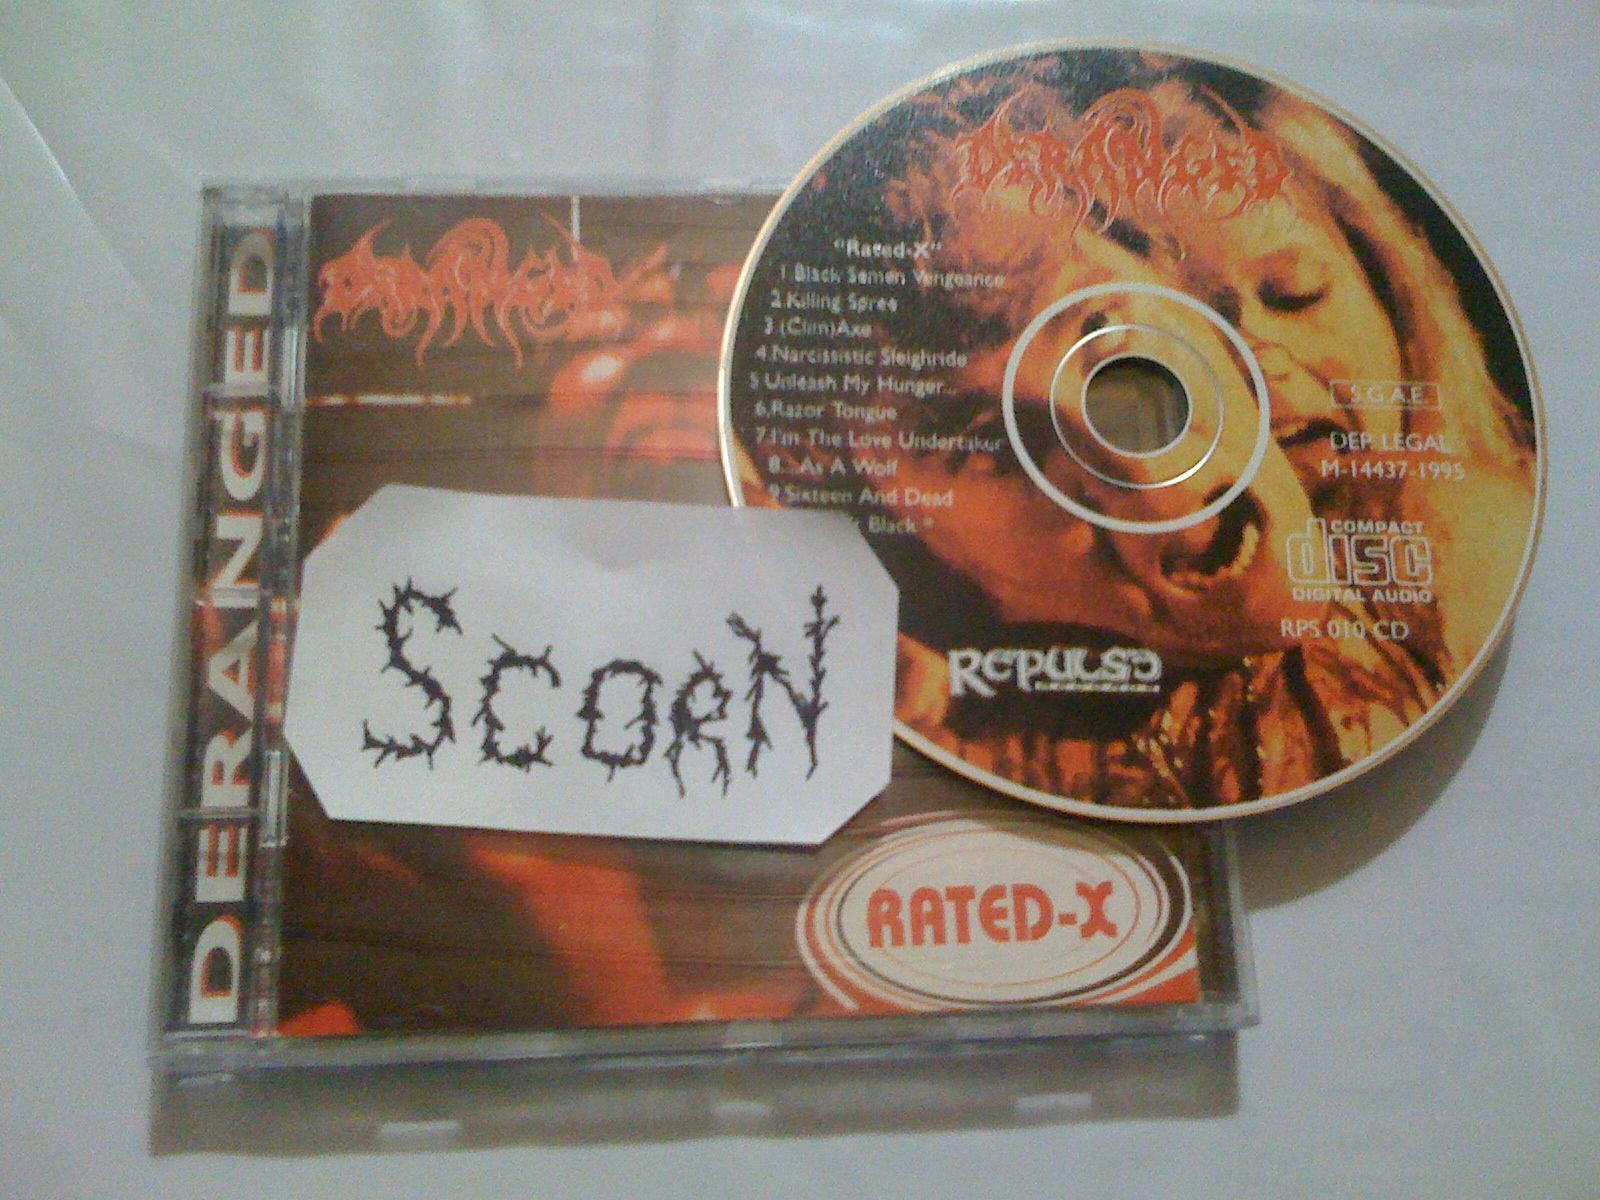 DERANGED
DERANGED
DERANGED
"Rated-X"
1.Black Semen Vengeance
2.Killing Spree
3.(Clim)Axe
4.Narcissistic Sleighride
5.Unleash My Hunger...
6.Razor Tongue
7.I'm The Love Undertaker
8...As A Wolf
9.Sixteen And Dead
Black *
S.G.A.E.
DEP. LEGAL
M-14437-1995
COMPACT
disc
DIGITAL AUDIO
RPS 010 CD
Repulse
ScorN
RATED-X